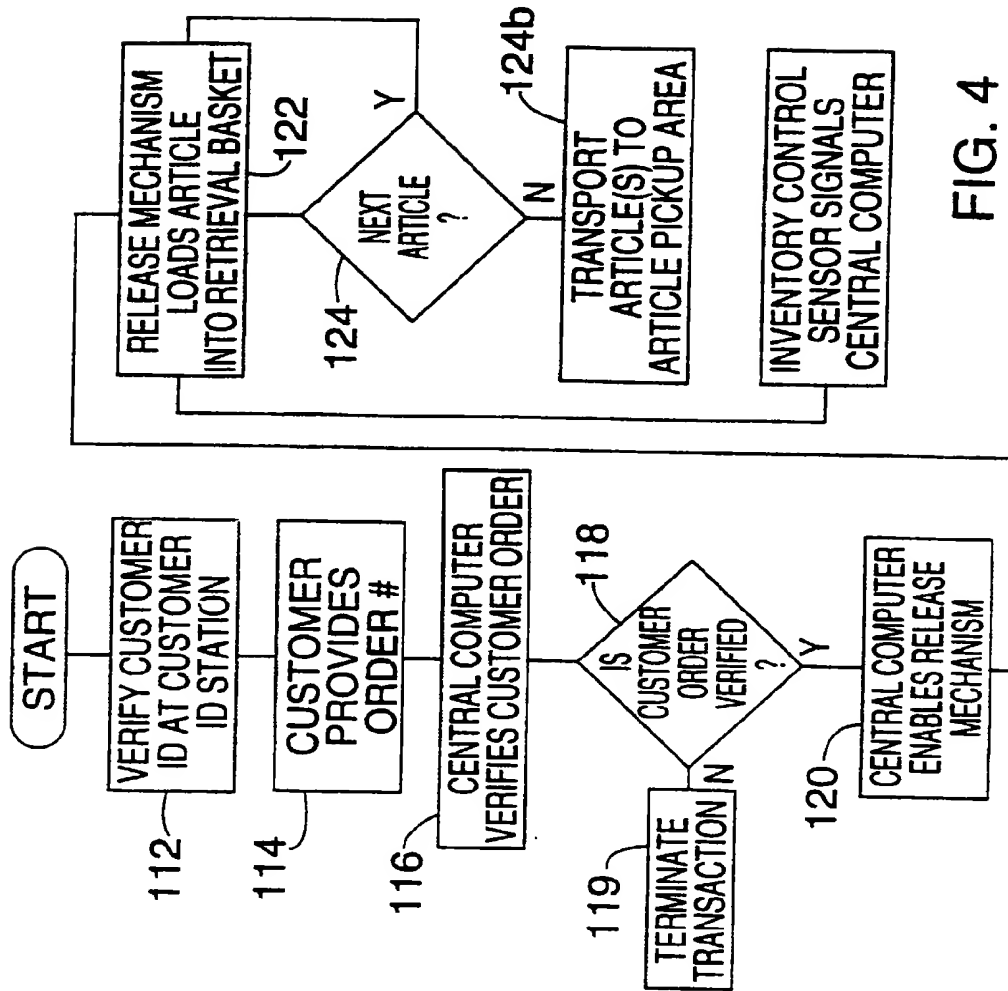 START
VERIFY CUSTOMER
ID AT CUSTOMER
ID STATION
112
CUSTOMER
PROVIDES
ORDER #
114
CENTRAL COMPUTER
VERIFIES CUSTOMER ORDER
116
IS
CUSTOMER
ORDER
VERIFIED
?
118
N
Y
TERMINATE
TRANSACTION
119
CENTRAL COMPUTER
ENABLES RELEASE
MECHANISM
120
RELEASE MECHANISM
LOADS ARTICLE
INTO RETRIEVAL BASKET
122
NEXT
ARTICLE
?
124
Y
N
TRANSPORT
ARTICLE(S) TO
ARTICLE PICKUP AREA
124b
INVENTORY CONTROL
SENSOR SIGNALS
CENTRAL COMPUTER
FIG. 4